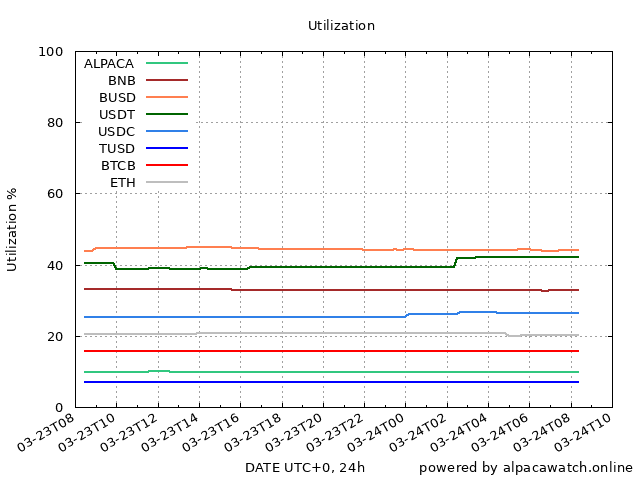 Utilization
100
80
60
40
20
0
Utilization %
ALPACA
BNB
BUSD
USDT
USDC
TUSD
BTCB
ETH
03-23T08
03-23T10
03-23T12
03-23T14
03-23T16
03-23T18
03-23T20
03-23T22
03-24T00
03-24T02
03-24T04
03-24T06
03-24T08
03-24T10
DATE UTC+0, 24h
powered by alpacawatch.online